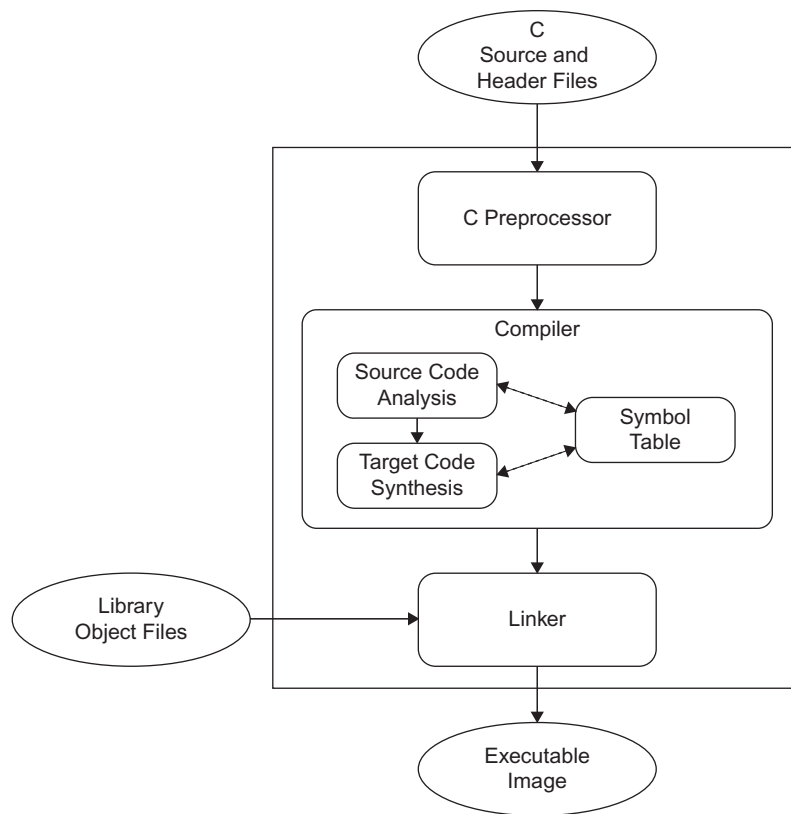 C
Source and
Header Files
C Preprocessor
Compiler
Source Code
Analysis
Symbol
Table
Target Code
Synthesis
Library
Object Files
Linker
Executable
Image